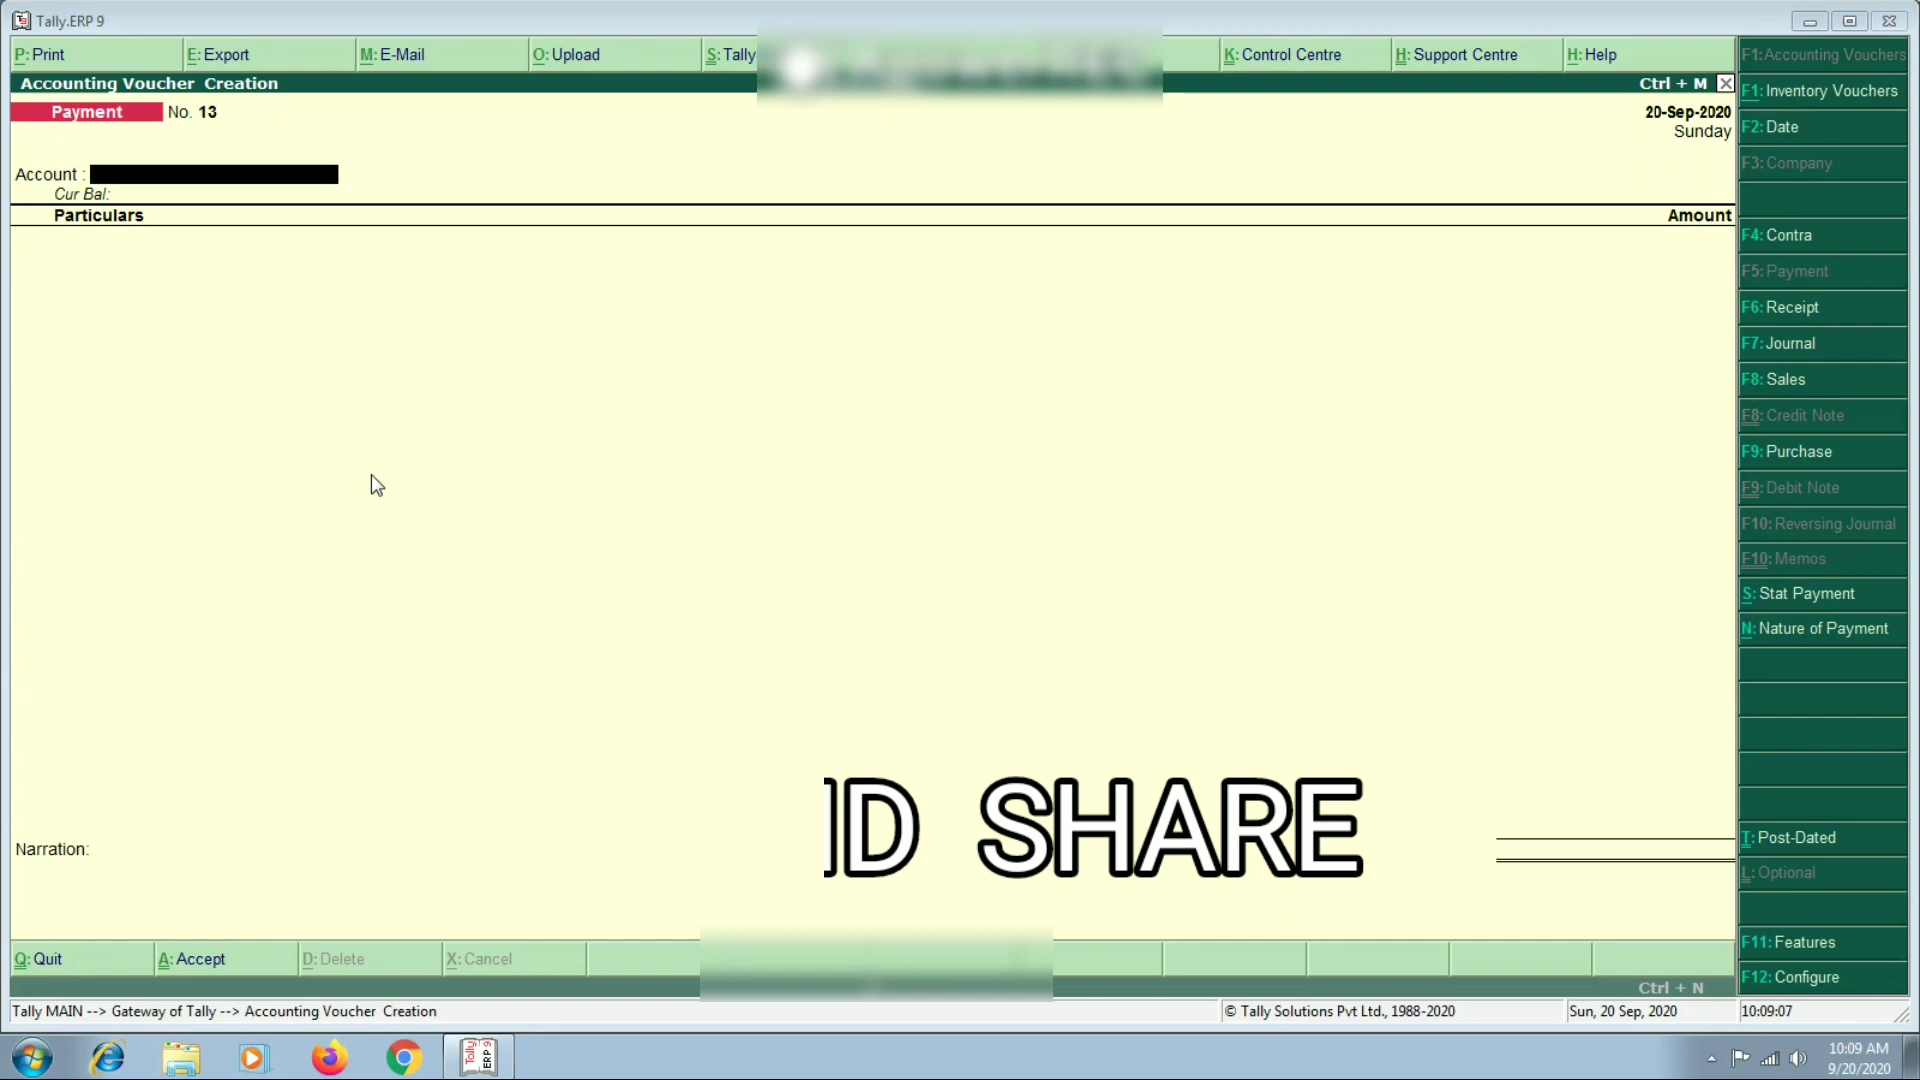 Tally.ERP 9
P: Print E: Export M: E-Mail O: Upload S: Tally K: Control Centre H: Support Centre H: Help
Accounting Voucher Creation Ctrl + M
Payment No. 13 20-Sep-2020
Sunday
Account :
Cur Bal:
Particulars Amount
Narration:
ND SHARE
Q: Quit A: Accept D: Delete X: Cancel
Ctrl + N
Tally MAIN --> Gateway of Tally --> Accounting Voucher Creation © Tally Solutions Pvt Ltd., 1988-2020 Sun, 20 Sep, 2020 10:09:07
F1: Accounting Vouchers
F1: Inventory Vouchers
F2: Date
F3: Company
F4: Contra
F5: Payment
F6: Receipt
F7: Journal
F8: Sales
F8: Credit Note
F9: Purchase
F9: Debit Note
F10: Reversing Journal
F10: Memos
S: Stat Payment
N: Nature of Payment
T: Post-Dated
L: Optional
F11: Features
F12: Configure
Tally ERP 9
10:09 AM
9/20/2020